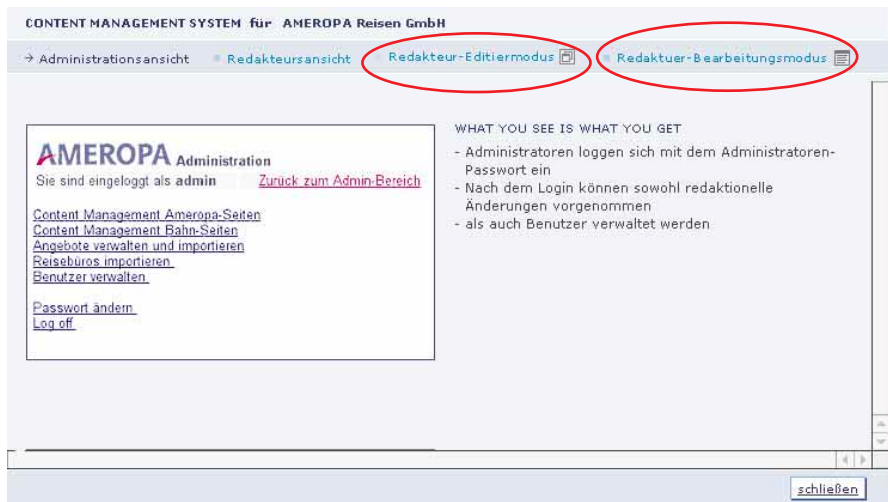 CONTENT MANAGEMENT SYSTEM für AMEROPA Reisen GmbH
→ Administrationsansicht Redakteursansicht Redakteur-Editiermodus Redaktuer-Bearbeitungsmodus
AMEROPA Administration
Sie sind eingeloggt als admin Zurück zum Admin-Bereich
Content Management Ameropa-Seiten
Content Management Bahn-Seiten
Angebote verwalten und importieren
Reisebüros importieren
Benutzer verwalten
Passwort ändern
Log off
WHAT YOU SEE IS WHAT YOU GET
- Administratoren loggen sich mit dem Administratoren-
Passwort ein
- Nach dem Login können sowohl redaktionelle
Änderungen vorgenommen
- als auch Benutzer verwaltet werden
schließen